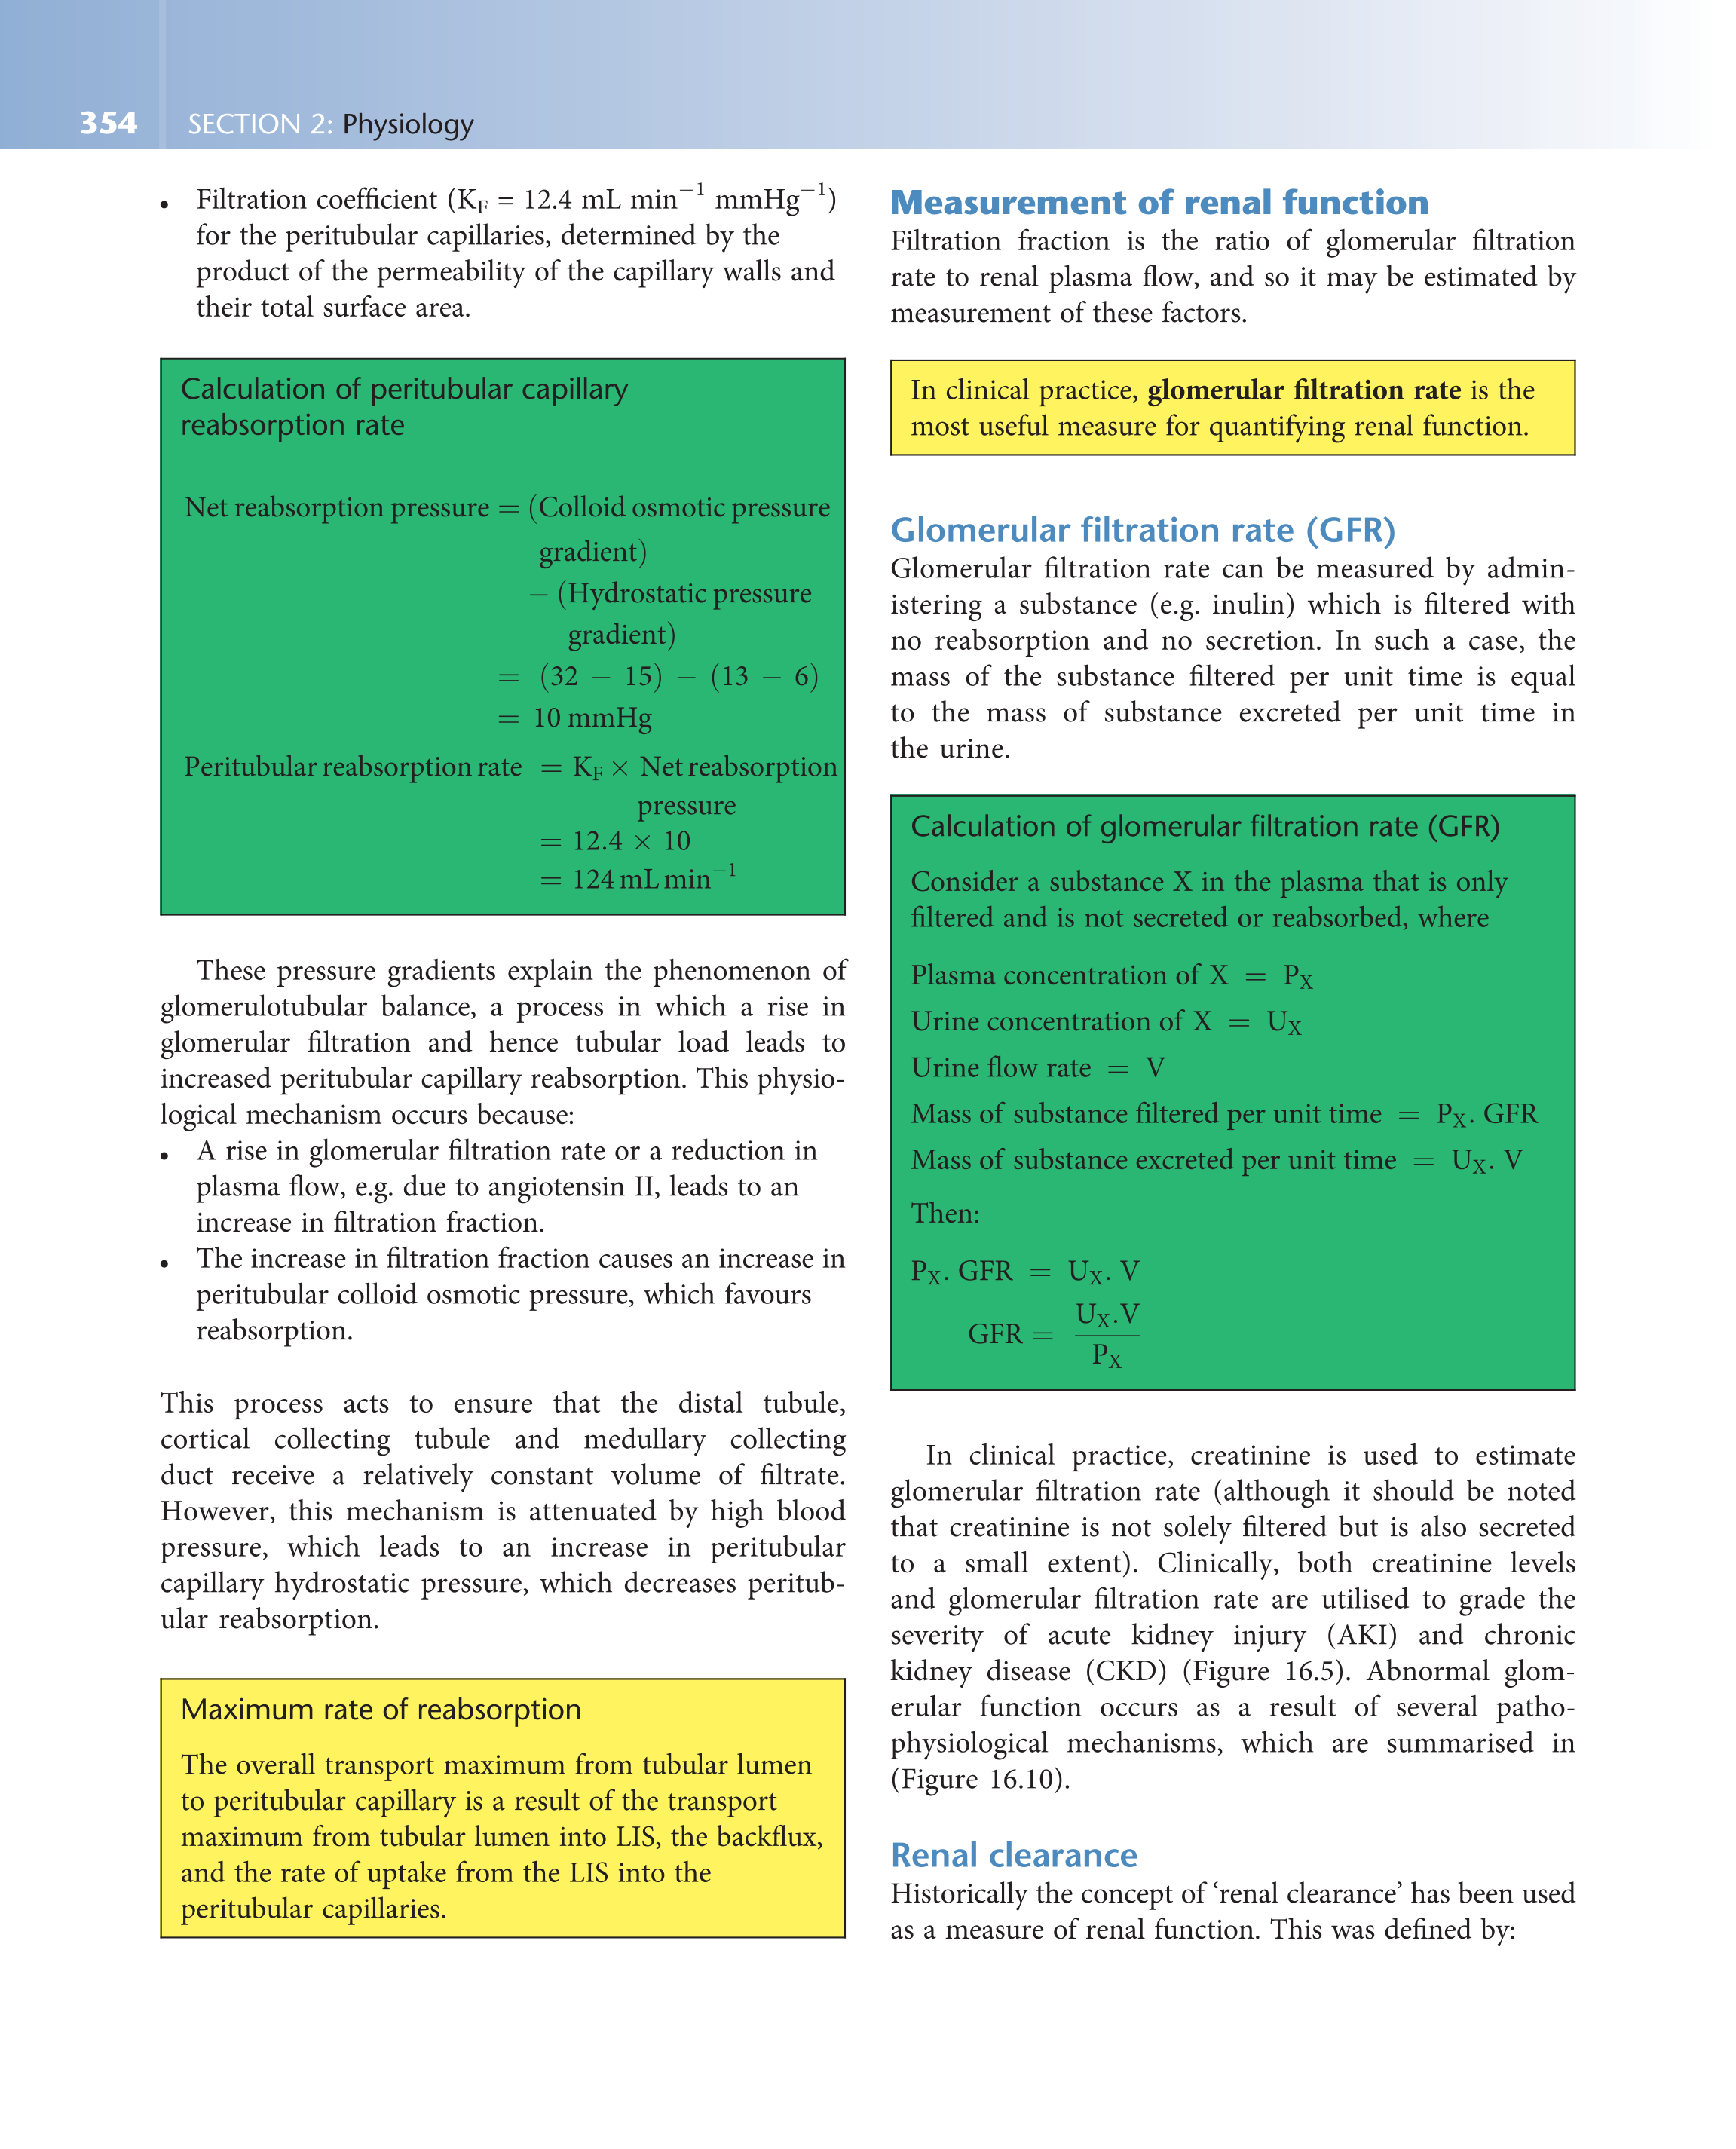 354 SECTION 2: Physiology
• Filtration coefficient (K_F = 12.4 mL min⁻¹ mmHg⁻¹)
for the peritubular capillaries, determined by the
product of the permeability of the capillary walls and
their total surface area.
Calculation of peritubular capillary
reabsorption rate
Net reabsorption pressure = (Colloid osmotic pressure
gradient)
− (Hydrostatic pressure
gradient)
= (32 − 15) − (13 − 6)
= 10 mmHg
Peritubular reabsorption rate = K_F × Net reabsorption
pressure
= 12.4 × 10
= 124 mL min⁻¹
These pressure gradients explain the phenomenon of
glomerulotubular balance, a process in which a rise in
glomerular filtration and hence tubular load leads to
increased peritubular capillary reabsorption. This physio-
logical mechanism occurs because:
• A rise in glomerular filtration rate or a reduction in
plasma flow, e.g. due to angiotensin II, leads to an
increase in filtration fraction.
• The increase in filtration fraction causes an increase in
peritubular colloid osmotic pressure, which favours
reabsorption.
This process acts to ensure that the distal tubule,
cortical collecting tubule and medullary collecting
duct receive a relatively constant volume of filtrate.
However, this mechanism is attenuated by high blood
pressure, which leads to an increase in peritubular
capillary hydrostatic pressure, which decreases peritub-
ular reabsorption.
Maximum rate of reabsorption
The overall transport maximum from tubular lumen
to peritubular capillary is a result of the transport
maximum from tubular lumen into LIS, the backflux,
and the rate of uptake from the LIS into the
peritubular capillaries.
Measurement of renal function
Filtration fraction is the ratio of glomerular filtration
rate to renal plasma flow, and so it may be estimated by
measurement of these factors.
In clinical practice, glomerular filtration rate is the
most useful measure for quantifying renal function.
Glomerular filtration rate (GFR)
Glomerular filtration rate can be measured by admin-
istering a substance (e.g. inulin) which is filtered with
no reabsorption and no secretion. In such a case, the
mass of the substance filtered per unit time is equal
to the mass of substance excreted per unit time in
the urine.
Calculation of glomerular filtration rate (GFR)
Consider a substance X in the plasma that is only
filtered and is not secreted or reabsorbed, where
Plasma concentration of X = P_X
Urine concentration of X = U_X
Urine flow rate = V
Mass of substance filtered per unit time = P_X. GFR
Mass of substance excreted per unit time = U_X. V
Then:
P_X. GFR = U_X. V
GFR = U_X.V / P_X
In clinical practice, creatinine is used to estimate
glomerular filtration rate (although it should be noted
that creatinine is not solely filtered but is also secreted
to a small extent). Clinically, both creatinine levels
and glomerular filtration rate are utilised to grade the
severity of acute kidney injury (AKI) and chronic
kidney disease (CKD) (Figure 16.5). Abnormal glom-
erular function occurs as a result of several patho-
physiological mechanisms, which are summarised in
(Figure 16.10).
Renal clearance
Historically the concept of ‘renal clearance’ has been used
as a measure of renal function. This was defined by: